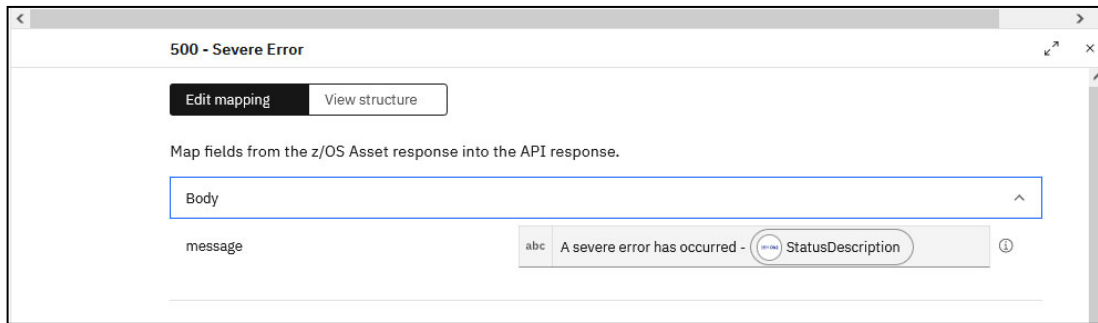 500 - Severe Error
Edit mapping
View structure
Map fields from the z/OS Asset response into the API response.
Body
message
abc
A severe error has occurred - StatusDescription